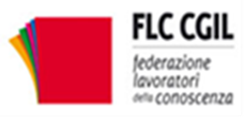 FLC CGIL
federazione
lavoratori
della conoscenza